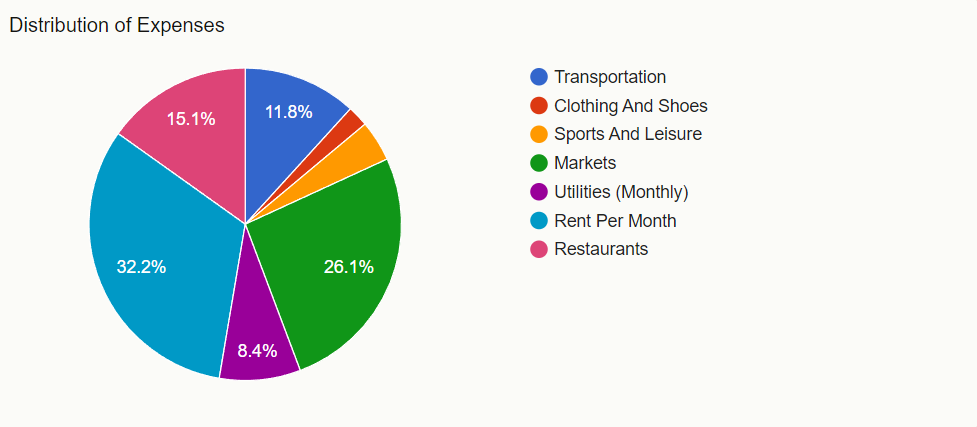 Distribution of Expenses
15.1%
11.8%
32.2%
26.1%
8.4%
Transportation
Clothing And Shoes
Sports And Leisure
Markets
Utilities (Monthly)
Rent Per Month
Restaurants